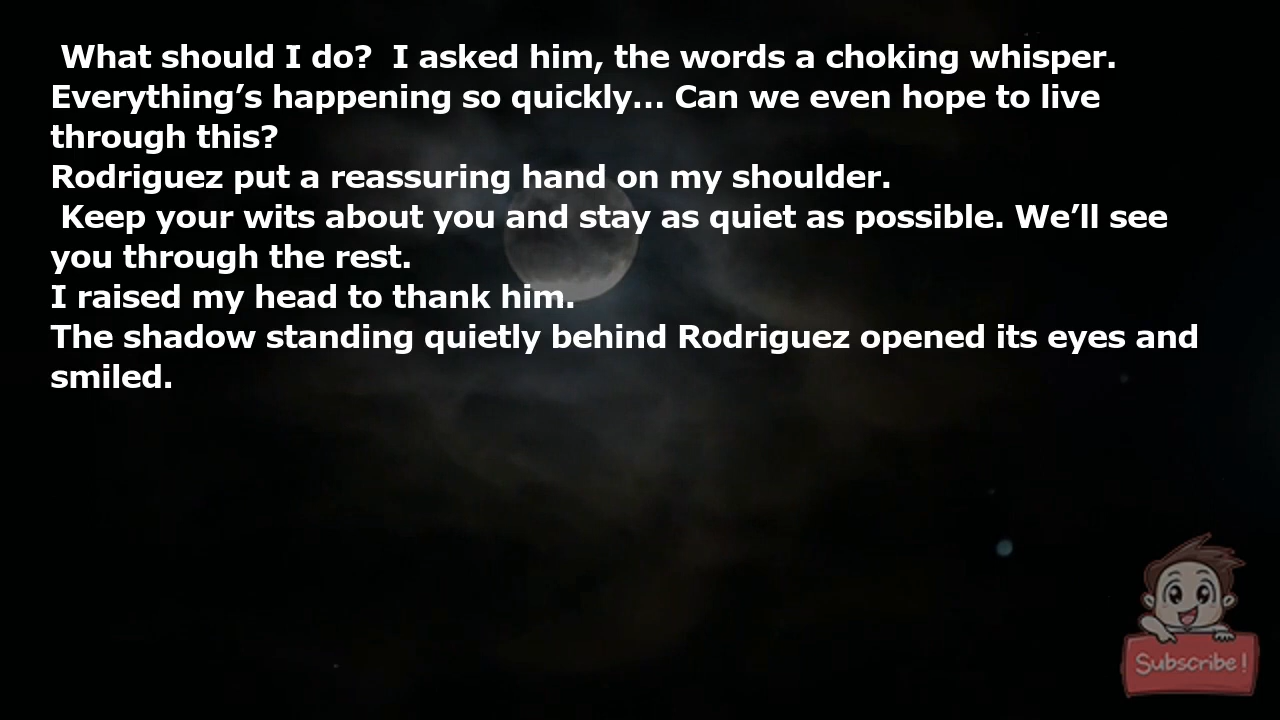 What should I do?  I asked him, the words a choking whisper.
Everything’s happening so quickly... Can we even hope to live
through this?
Rodriguez put a reassuring hand on my shoulder.
Keep your wits about you and stay as quiet as possible. We’ll see
you through the rest.
I raised my head to thank him.
The shadow standing quietly behind Rodriguez opened its eyes and
smiled.
Subscribe!